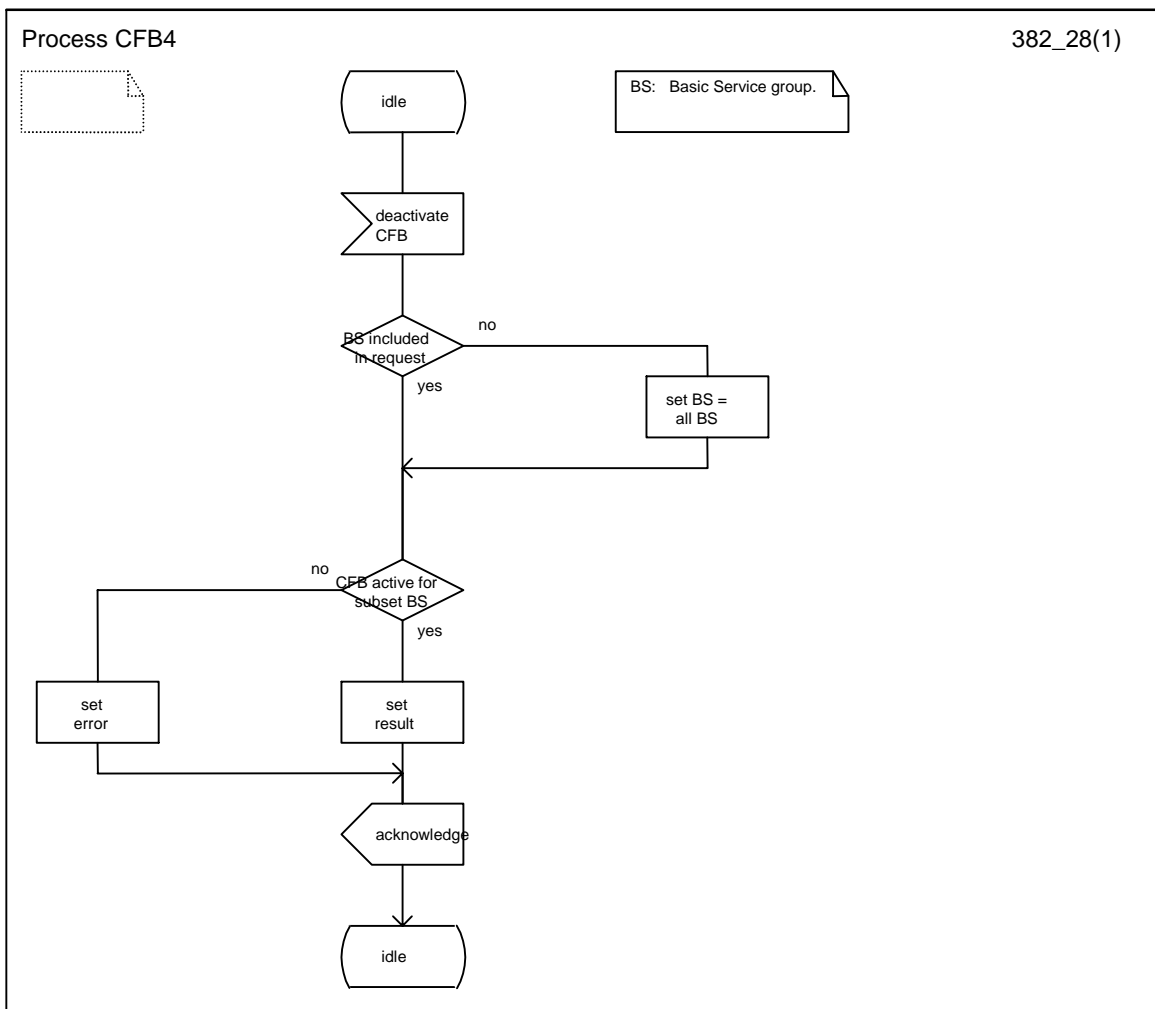 Process CFB4
382_28(1)
idle
BS: Basic Service group.
deactivate
CFB
BS included
in request
no
yes
set BS =
all BS
no
CFB active for
subset BS
yes
set
error
set
result
acknowledge
idle